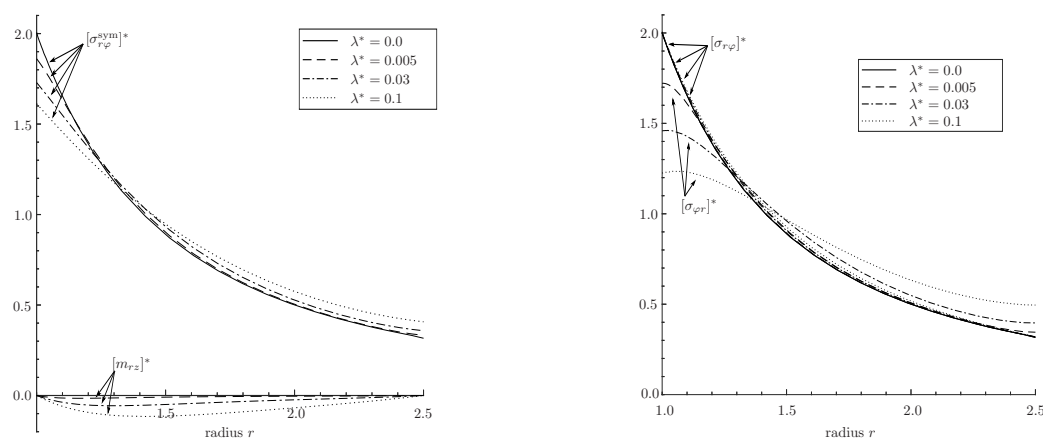 2.0
[σ_{rφ}^{sym}]*
λ* = 0.0
λ* = 0.005
λ* = 0.03
λ* = 0.1
1.5
1.0
0.5
[m_{rz}]*
0.0
1.5
2.0
2.5
radius r
2.0
[σ_{rφ}]*
λ* = 0.0
λ* = 0.005
λ* = 0.03
λ* = 0.1
1.5
[σ_{φr}]*
1.0
0.5
0.0
1.0
1.5
2.0
2.5
radius r